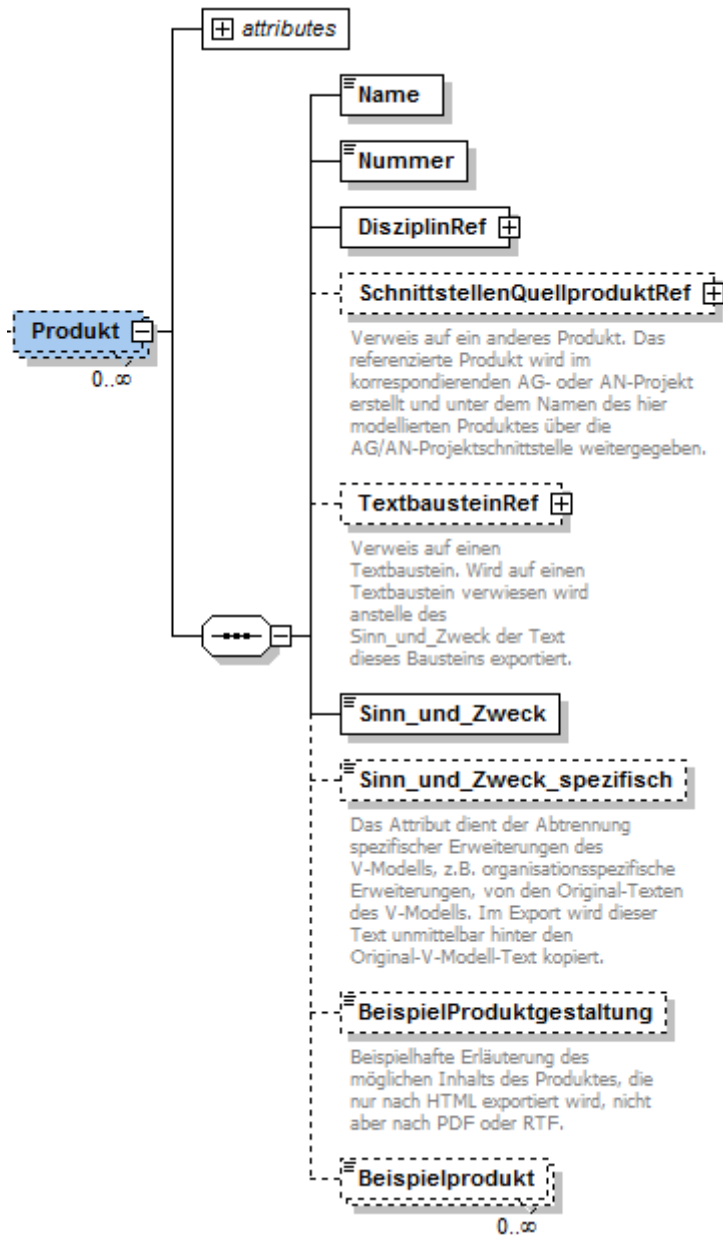 attributes
Name
Nummer
DisziplinRef
SchnittstellenQuellproduktRef
Verweis auf ein anderes Produkt. Das
referenzierte Produkt wird im
korrespondierenden AG- oder AN-Projekt
erstellt und unter dem Namen des hier
modellierten Produktes über die
AG/AN-Projektschnittstelle weitergegeben.
Produkt
0..∞
TextbausteinRef
Verweis auf einen
Textbaustein. Wird auf einen
Textbaustein verwiesen wird
anstelle des
Sinn_und_Zweck der Text
dieses Bausteins exportiert.
Sinn_und_Zweck
Sinn_und_Zweck_spezifisch
Das Attribut dient der Abtrennung
spezifischer Erweiterungen des
V-Modells, z.B. organisationsspezifische
Erweiterungen, von den Original-Texten
des V-Modells. Im Export wird dieser
Text unmittelbar hinter den
Original-V-Modell-Text kopiert.
BeispielProduktgestaltung
Beispielhafte Erläuterung des
möglichen Inhalts des Produktes, die
nur nach HTML exportiert wird, nicht
aber nach PDF oder RTF.
Beispielprodukt
0..∞